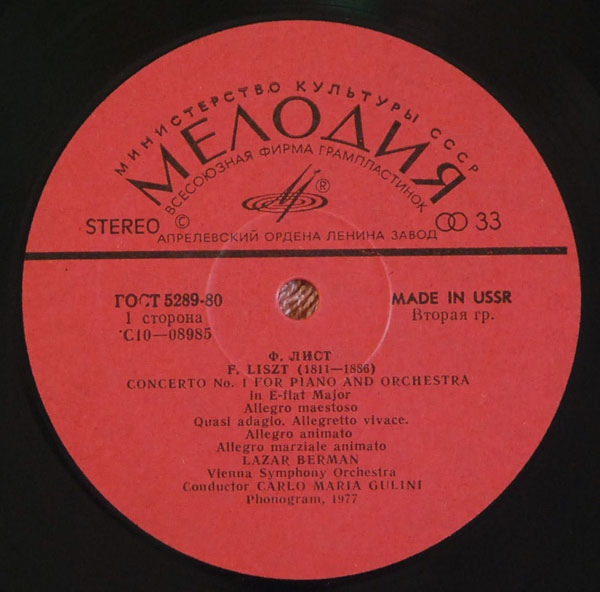 МИНИСТЕРСТВО КУЛЬТУРЫ СССР
МЕЛОДИЯ
ВСЕСОЮЗНАЯ ФИРМА ГРАМПЛАСТИНОК
®
STEREO © 33
АПРЕЛЕВСКИЙ ОРДЕНА ЛЕНИНА ЗАВОД
ГОСТ 5289-80 MADE IN USSR
1 сторона Вторая гр.
С10—08985
Ф. ЛИСТ
F. LISZT (1811—1856)
CONCERTO No. 1 FOR PIANO AND ORCHESTRA
in E-flat Major
Allegro maestoso
Quasi adagio. Allegretto vivace.
Allegro animato
Allegro marziale animato
LAZAR BERMAN
Vienna Symphony Orchestra
Conductor CARLO MARIA GULINI
Phonogram, 1977